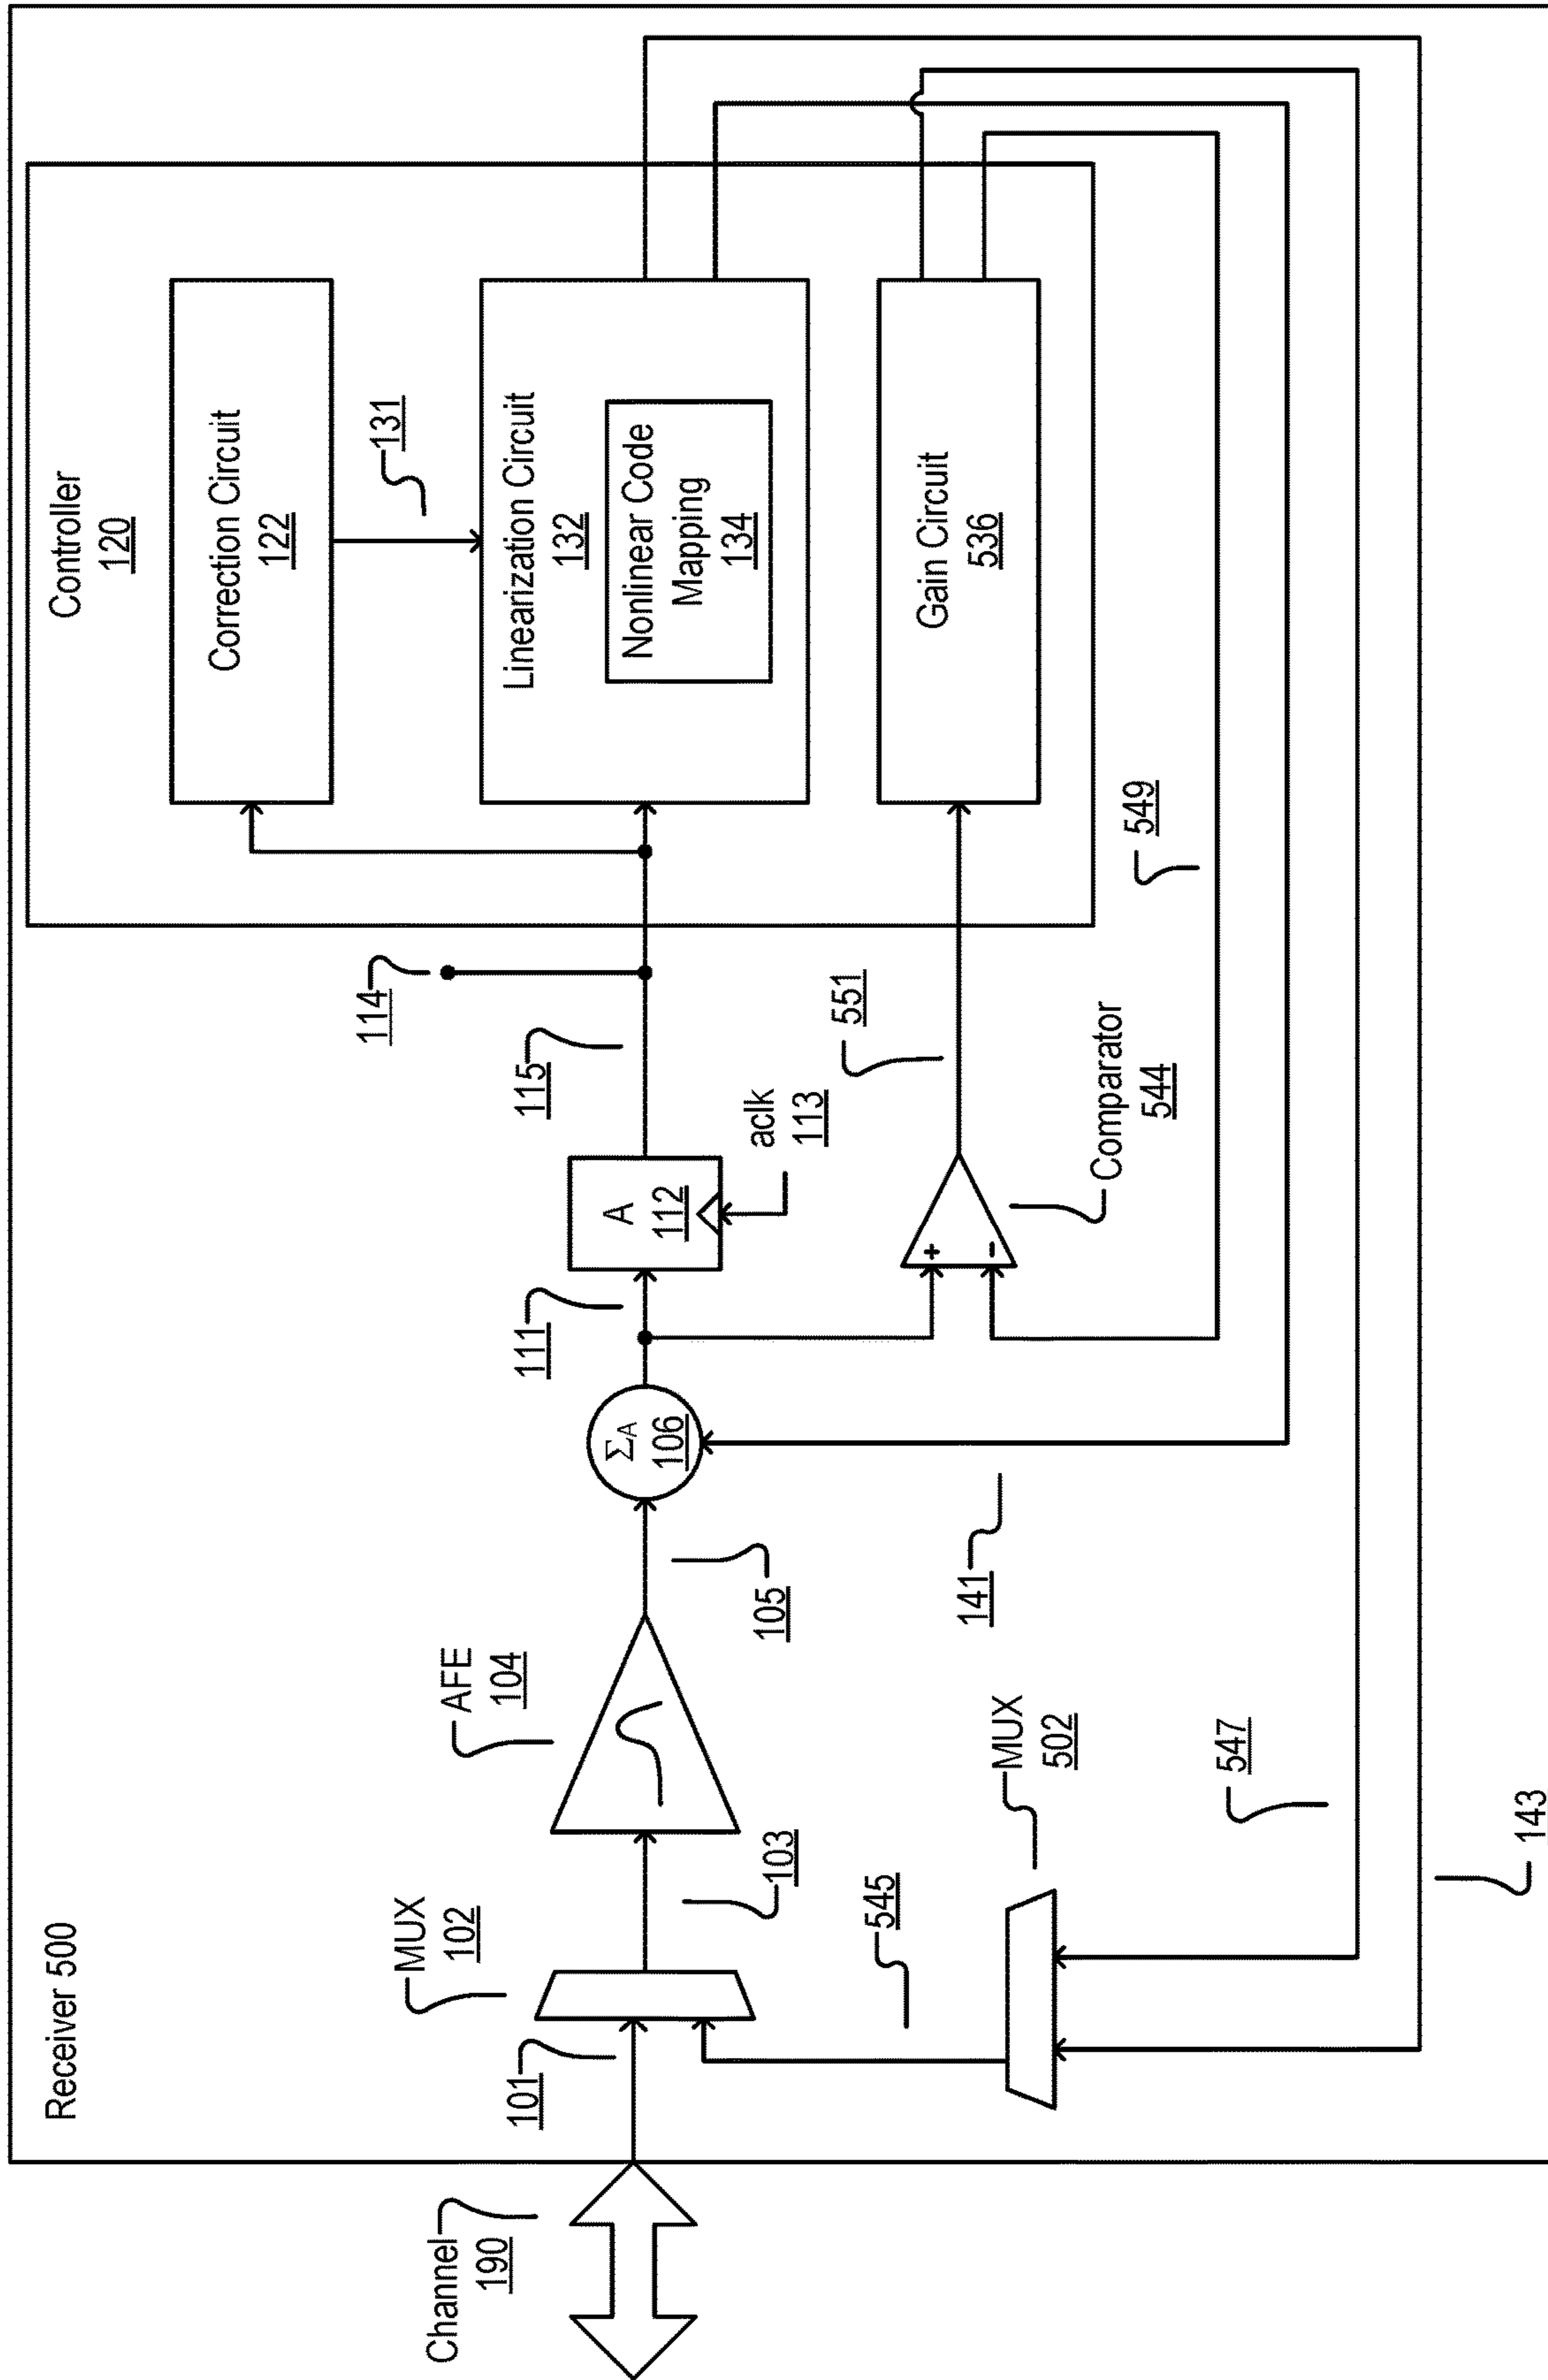 Receiver 500
Controller
120
Correction Circuit
122
131
Linearization Circuit
132
Nonlinear Code
Mapping
134
Gain Circuit
536
Channel
190
101
MUX
102
103
AFE
104
105
ΣA
106
111
A
112
aclk
113
115
114
551
Comparator
544
549
141
MUX
502
545
547
143
+
-